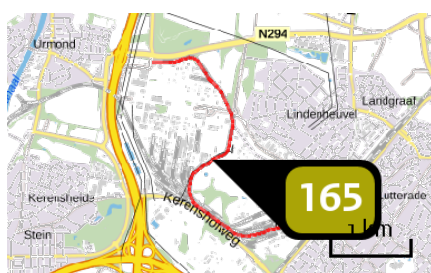 Urmond
N294
Landgraaf
Lindenheuvel
Kerensheide
Kerenshofweg
165
Lutterade
Stein
1 km